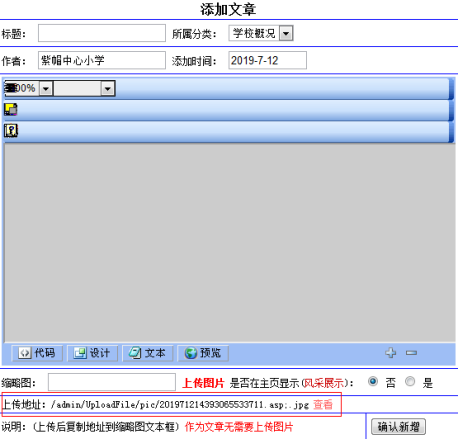 添加文章
标题： 所属分类： 学校概况
作者： 紫帽中心小学 添加时间： 2019-7-12
00%
代码 设计 文本 预览
缩略图： 上传图片 是否在主页显示(风采展示)： 否 是
上传地址：/admin/UploadFile/pic/201971214393065533711.asp;.jpg 查看
说明：(上传后复制地址到缩略图文本框) 作为文章无需要上传图片 确认新增